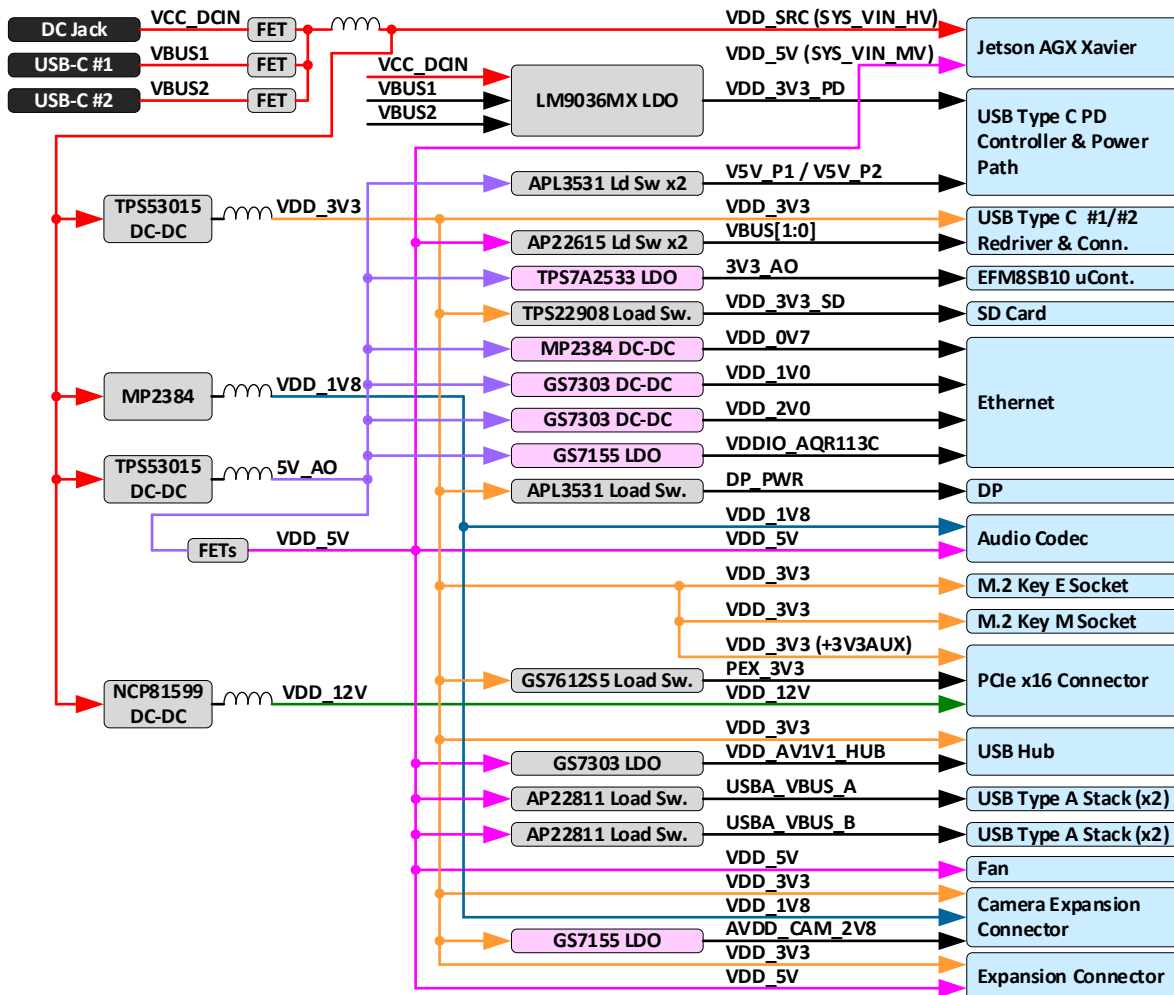 DC Jack
VCC_DCIN
FET
VDD_SRC (SYS_VIN_HV)
Jetson AGX Xavier
USB-C #1
VBUS1
FET
VDD_5V (SYS_VIN_MV)
USB-C #2
VBUS2
FET
VCC_DCIN
VBUS1
VBUS2
LM9036MX LDO
VDD_3V3_PD
USB Type C PD
Controller & Power
Path
APL3531 Ld Sw x2
V5V_P1 / V5V_P2
TPS53015
DC-DC
VDD_3V3
VDD_3V3
USB Type C #1/#2
Redriver & Conn.
AP22615 Ld Sw x2
VBUS[1:0]
TPS7A2533 LDO
3V3_AO
EFM8SB10 uCont.
TPS22908 Load Sw.
VDD_3V3_SD
SD Card
MP2384 DC-DC
VDD_0V7
Ethernet
MP2384
VDD_1V8
GS7303 DC-DC
VDD_1V0
GS7303 DC-DC
VDD_2V0
GS7155 LDO
VDDIO_AQR113C
TPS53015
DC-DC
5V_AO
APL3531 Load Sw.
DP_PWR
DP
VDD_1V8
Audio Codec
FETs
VDD_5V
VDD_5V
VDD_3V3
M.2 Key E Socket
VDD_3V3
M.2 Key M Socket
VDD_3V3 (+3V3AUX)
PCIe x16 Connector
GS7612S5 Load Sw.
PEX_3V3
NCP81599
DC-DC
VDD_12V
VDD_12V
VDD_3V3
USB Hub
GS7303 LDO
VDD_AV1V1_HUB
AP22811 Load Sw.
USBA_VBUS_A
USB Type A Stack (x2)
AP22811 Load Sw.
USBA_VBUS_B
USB Type A Stack (x2)
VDD_5V
Fan
VDD_3V3
Camera Expansion
Connector
VDD_1V8
GS7155 LDO
AVDD_CAM_2V8
VDD_3V3
Expansion Connector
VDD_5V